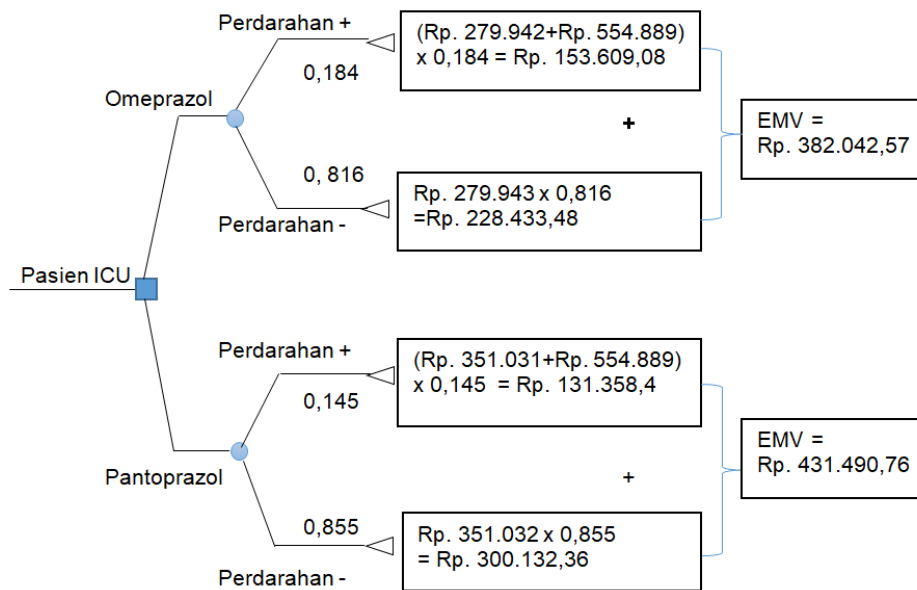 Perdarahan +
0,184
(Rp. 279.942+Rp. 554.889)
x 0,184 = Rp. 153.609,08
Omeprazol
+
EMV =
Rp. 382.042,57
0, 816
Perdarahan -
Rp. 279.943 x 0,816
=Rp. 228.433,48
Pasien ICU
Perdarahan +
0,145
(Rp. 351.031+Rp. 554.889)
x 0,145 = Rp. 131.358,4
Pantoprazol
+
EMV =
Rp. 431.490,76
0,855
Perdarahan -
Rp. 351.032 x 0,855
= Rp. 300.132,36